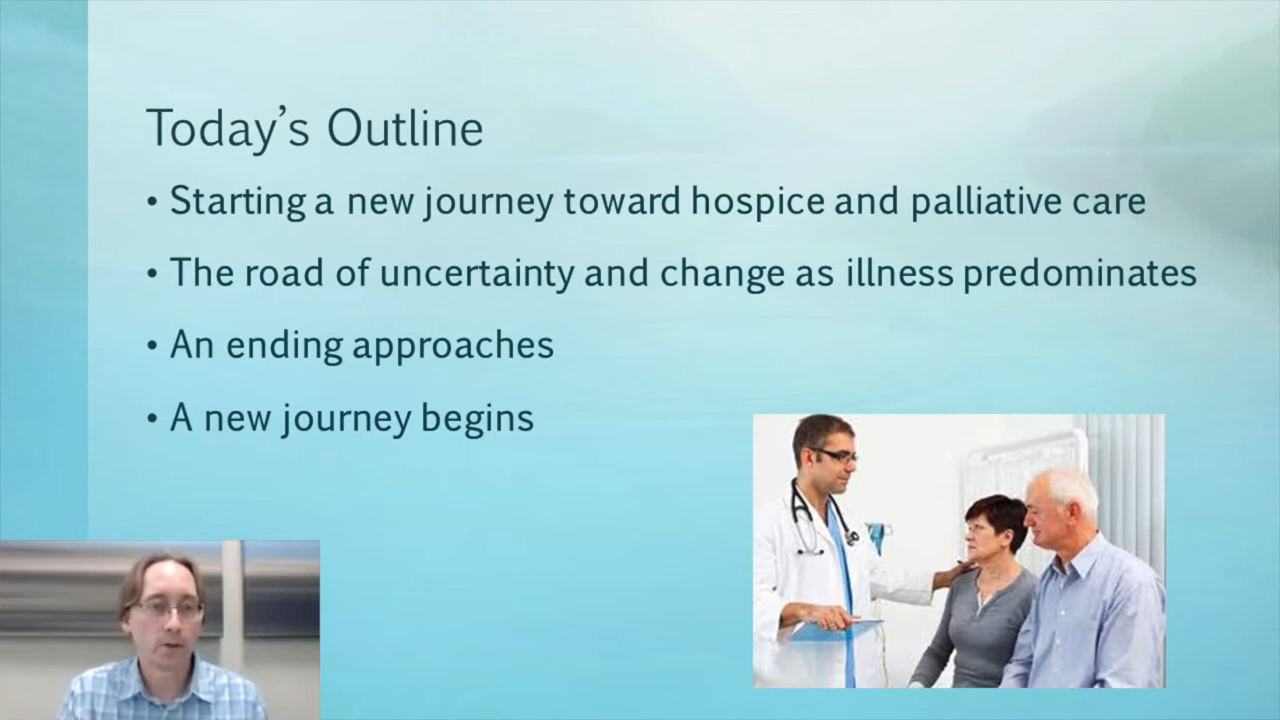 Today’s Outline
• Starting a new journey toward hospice and palliative care
• The road of uncertainty and change as illness predominates
• An ending approaches
• A new journey begins